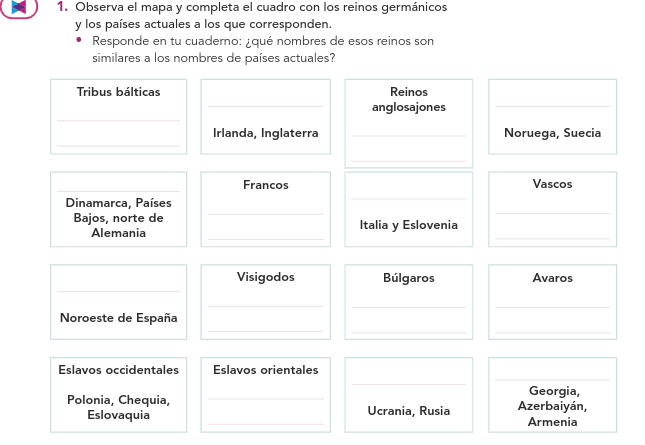 1. Observa el mapa y completa el cuadro con los reinos germánicos
y los países actuales a los que corresponden.
• Responde en tu cuaderno: ¿qué nombres de esos reinos son
similares a los nombres de países actuales?
Tribus bálticas
Irlanda, Inglaterra
Reinos
anglosajones
Noruega, Suecia
Dinamarca, Países
Bajos, norte de
Alemania
Francos
Italia y Eslovenia
Vascos
Noroeste de España
Visigodos
Búlgaros
Avaros
Eslavos occidentales
Polonia, Chequia,
Eslovaquia
Eslavos orientales
Ucrania, Rusia
Georgia,
Azerbaiyán,
Armenia